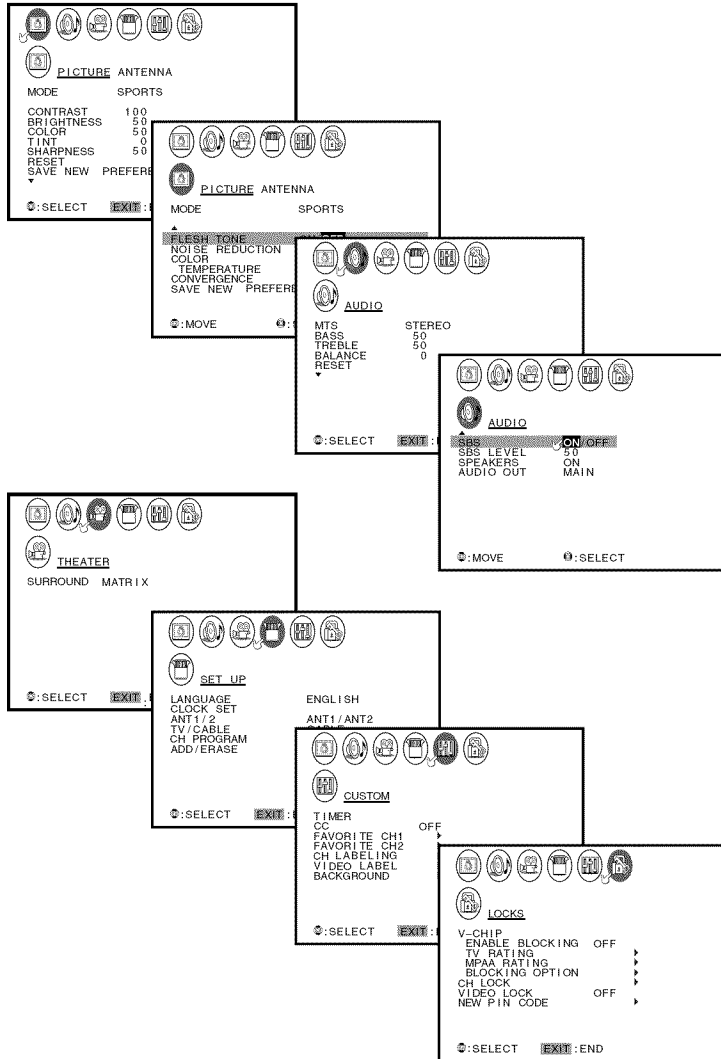 PICTURE ANTENNA
MODE SPORTS
CONTRAST 100
BRIGHTNESS 50
COLOR 50
TINT 0
SHARPNESS 50
RESET
SAVE NEW PREFERE
:SELECT EXIT:
PICTURE ANTENNA
MODE SPORTS
FLESH TONE
NOISE REDUCTION
COLOR
TEMPERATURE
CONVERGENCE
SAVE NEW PREFERE
:MOVE
AUDIO
MTS STEREO
BASS 50
TREBLE 50
BALANCE 0
RESET
:SELECT EXIT:
AUDIO
SBS ON/OFF
SBS LEVEL 50
SPEAKERS ON
AUDIO OUT MAIN
:MOVE :SELECT
THEATER
SURROUND MATRIX
:SELECT EXIT:
SET UP
LANGUAGE ENGLISH
CLOCK SET
ANT1/2 ANT1/ANT2
TV/CABLE
CH PROGRAM
ADD/ERASE
:SELECT EXIT:
CUSTOM
TIMER
CC OFF
FAVORITE CH1
FAVORITE CH2
CH LABELING
VIDEO LABEL
BACKGROUND
:SELECT EXIT:
LOCKS
V-CHIP
ENABLE BLOCKING OFF
TV RATING
MPAA RATING
BLOCKING OPTION
CH LOCK
VIDEO LOCK OFF
NEW PIN CODE
:SELECT EXIT:END